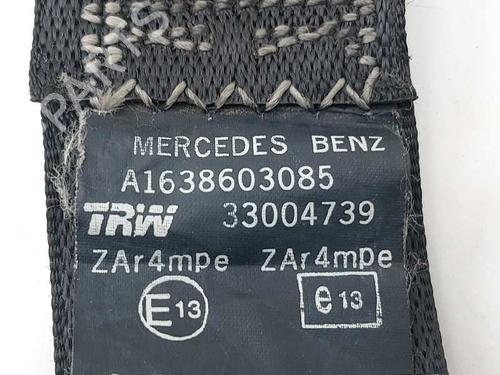 MERCEDES BENZ
A1638603085
TRW 33004739
ZAr4mpe ZAr4mpe
E13 e13